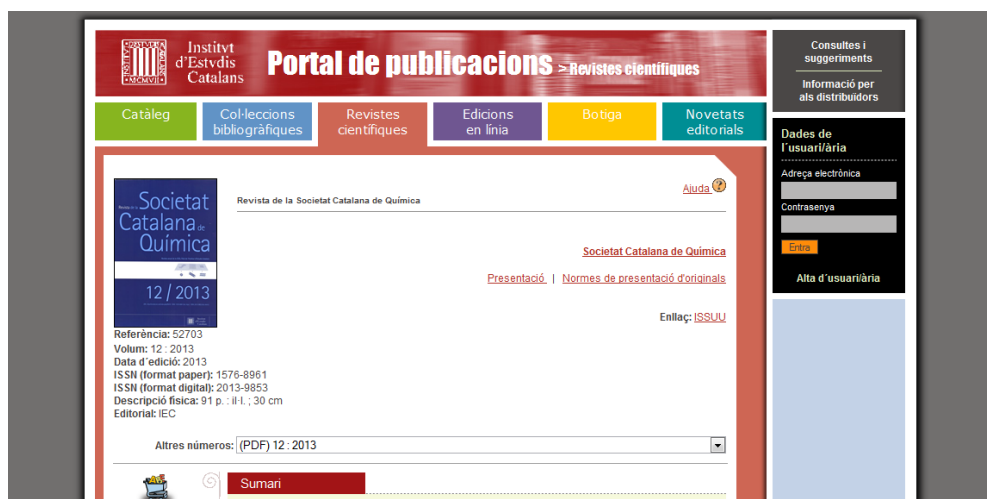 Institvt
d'Estvdis
Catalans
MCMVII
Portal de publicacions > Revistes científiques
Consultes i
suggeriments
Informació per
als distribuïdors
Catàleg
Col·leccions
bibliogràfiques
Revistes
científiques
Edicions
en línia
Botiga
Novetats
editorials
Dades de
l'usuari/ària
Adreça electrònica
Contrasenya
Entra
Alta d´usuari/ària
Ajuda
Societat
Catalana de
Química
12 / 2013
Revista de la Societat Catalana de Química
Societat Catalana de Química
Presentació | Normes de presentació d'originals
Enllaç: ISSUU
Referència: 52703
Volum: 12 : 2013
Data d´edició: 2013
ISSN (format paper): 1576-8961
ISSN (format digital): 2013-9853
Descripció física: 91 p. : il·l. ; 30 cm
Editorial: IEC
Altres números: (PDF) 12 : 2013
Sumari